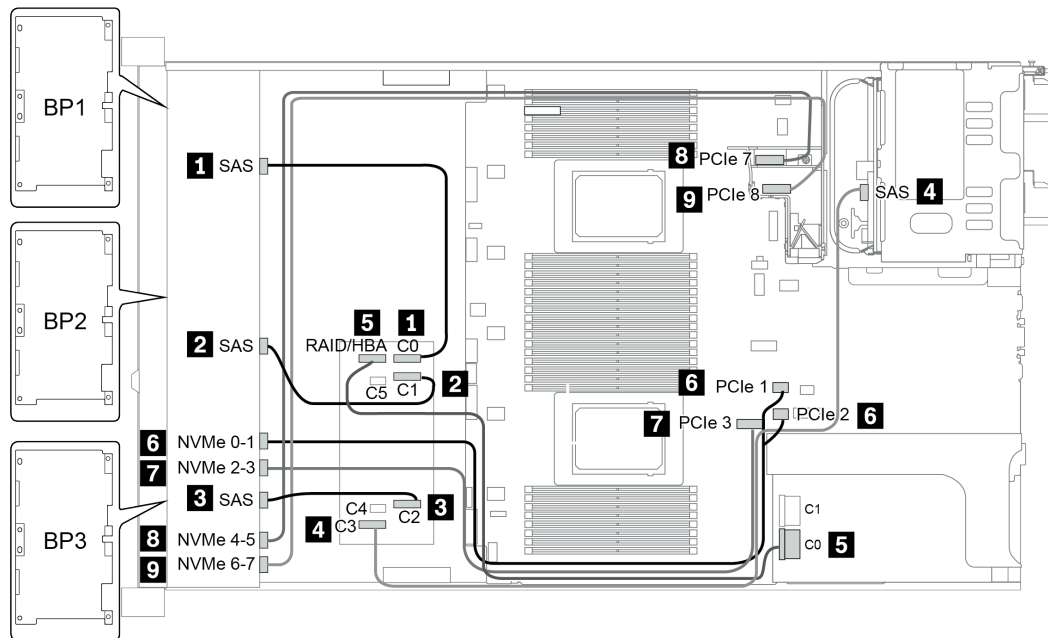 BP1
BP2
BP3
1 SAS
2 SAS
6 NVMe 0-1
7 NVMe 2-3
3 SAS
8 NVMe 4-5
9 NVMe 6-7
5 1
RAID/HBA C0
C5 C1 2
C4 C2 3
4 C3
8 PCIe 7
9 PCIe 8
SAS 4
6 PCIe 1
7 PCIe 3
PCIe 2 6
C1
C0 5